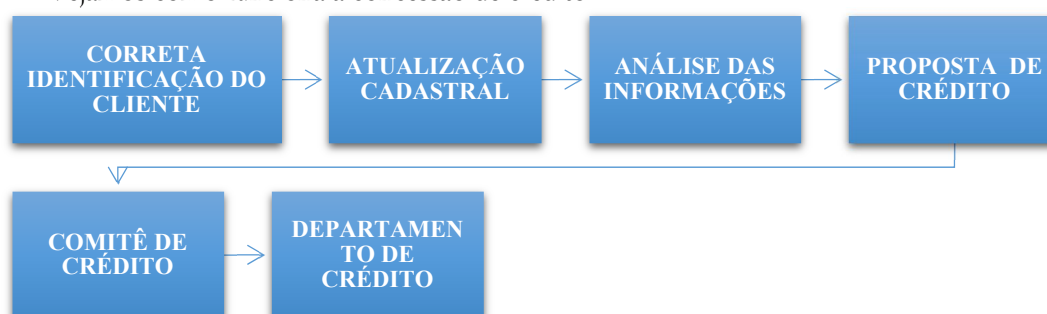 CORRETA
IDENTIFICAÇÃO DO
CLIENTE
ATUALIZAÇÃO
CADASTRAL
ANÁLISE DAS
INFORMAÇÕES
PROPOSTA DE
CRÉDITO
COMITÊ DE
CRÉDITO
DEPARTAMEN
TO DE
CRÉDITO